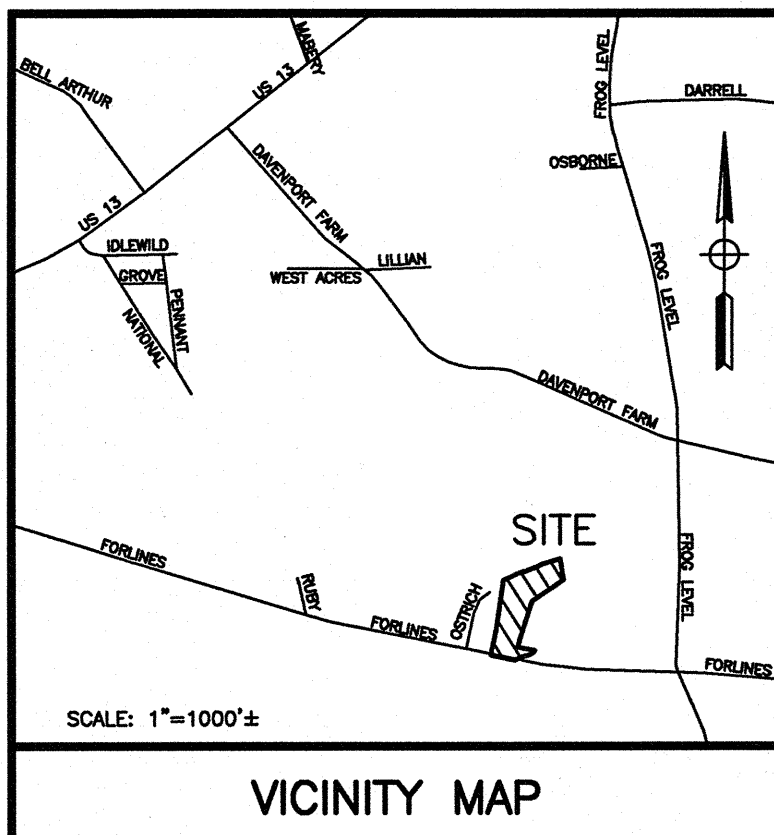 MABERY
FROG LEVEL
BELL ARTHUR
US 13
DARRELL
DAVENPORT FARM
OSBORNE
US 13
IDLEWILD
FROG LEVEL
LILLIAN
GROVE
WEST ACRES
PENNANT
NATIONAL
DAVENPORT FARM
SITE
FORLINES
FROG LEVEL
RUBY
OSTRICH
FORLINES
FORLINES
SCALE: 1"=1000'±
VICINITY MAP